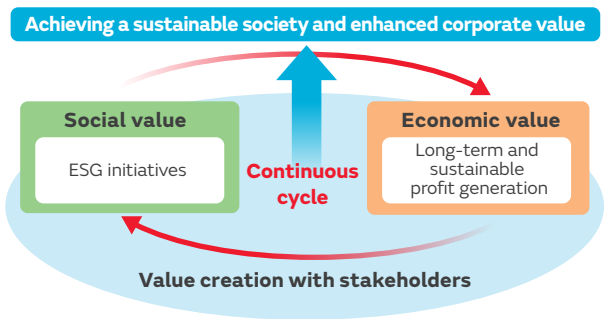 Achieving a sustainable society and enhanced corporate value
Social value
ESG initiatives
Continuous
cycle
Economic value
Long-term and
sustainable
profit generation
Value creation with stakeholders